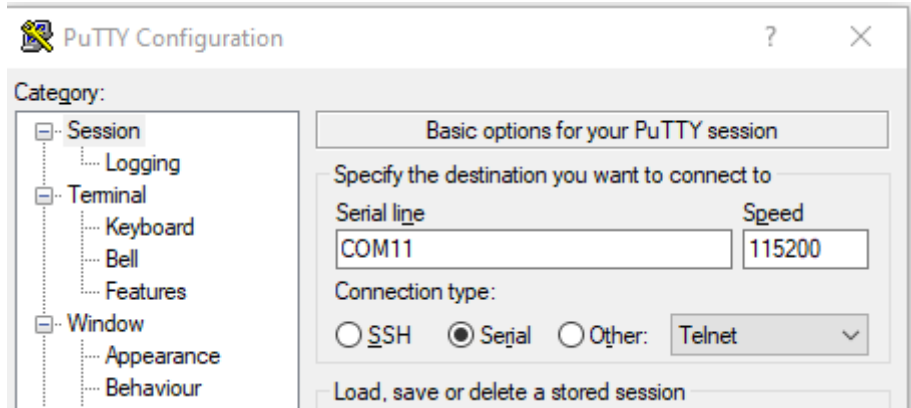 PuTTY Configuration ? ×
Category:
Session
Logging
Terminal
Keyboard
Bell
Features
Window
Appearance
Behaviour
Basic options for your PuTTY session
Specify the destination you want to connect to
Serial line Speed
COM11 115200
Connection type:
SSH Serial Other: Telnet
Load, save or delete a stored session